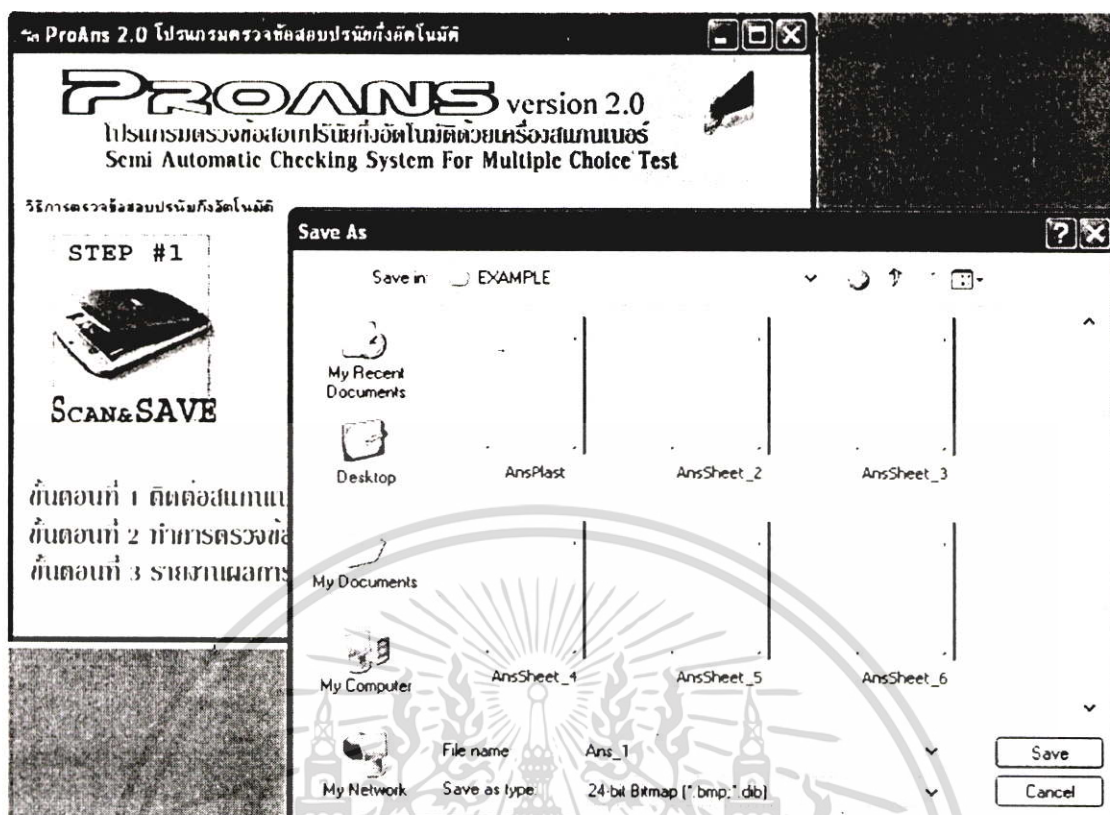 ProAns 2.0 โปรแกรมตรวจข้อสอบปรนัยกึ่งอัตโนมัติ
PROANS version 2.0
โปรแกรมตรวจข้อสอบปรนัยกึ่งอัตโนมัติด้วยเครื่องสแกนเนอร์
Semi Automatic Checking System For Multiple Choice Test
วิธีการตรวจข้อสอบปรนัยกึ่งอัตโนมัติ
STEP #1
SCAN&SAVE
ขั้นตอนที่ 1 ติดต่อสแกนเน
ขั้นตอนที่ 2 ทำการตรวจข้อ
ขั้นตอนที่ 3 รายงานผลการ
Save As
Save in: EXAMPLE
My Recent
Documents
Desktop
My Documents
My Computer
My Network
AnsPlast AnsSheet_2 AnsSheet_3
AnsSheet_4 AnsSheet_5 AnsSheet_6
File name Ans_1 Save
Save as type: 24-bit Bitmap (*.bmp;*.dib) Cancel